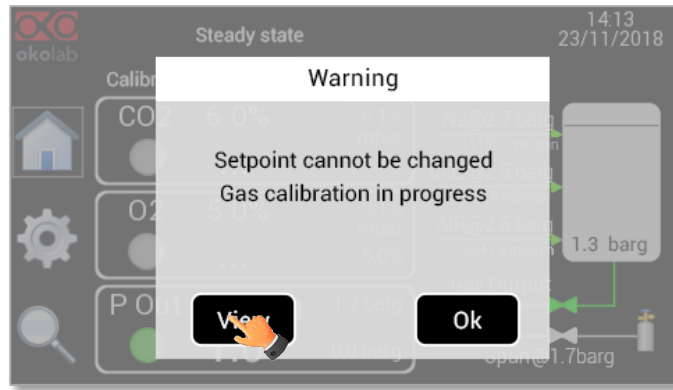 okolab
Steady state
14:13
23/11/2018
Warning
CO2 6.0%
Setpoint cannot be changed
Gas calibration in progress
O2 5.0%
1.3 barg
Gas Output
P Out
1.2 barg
View
Ok
1.0
0.0 barg
Span@1.7barg